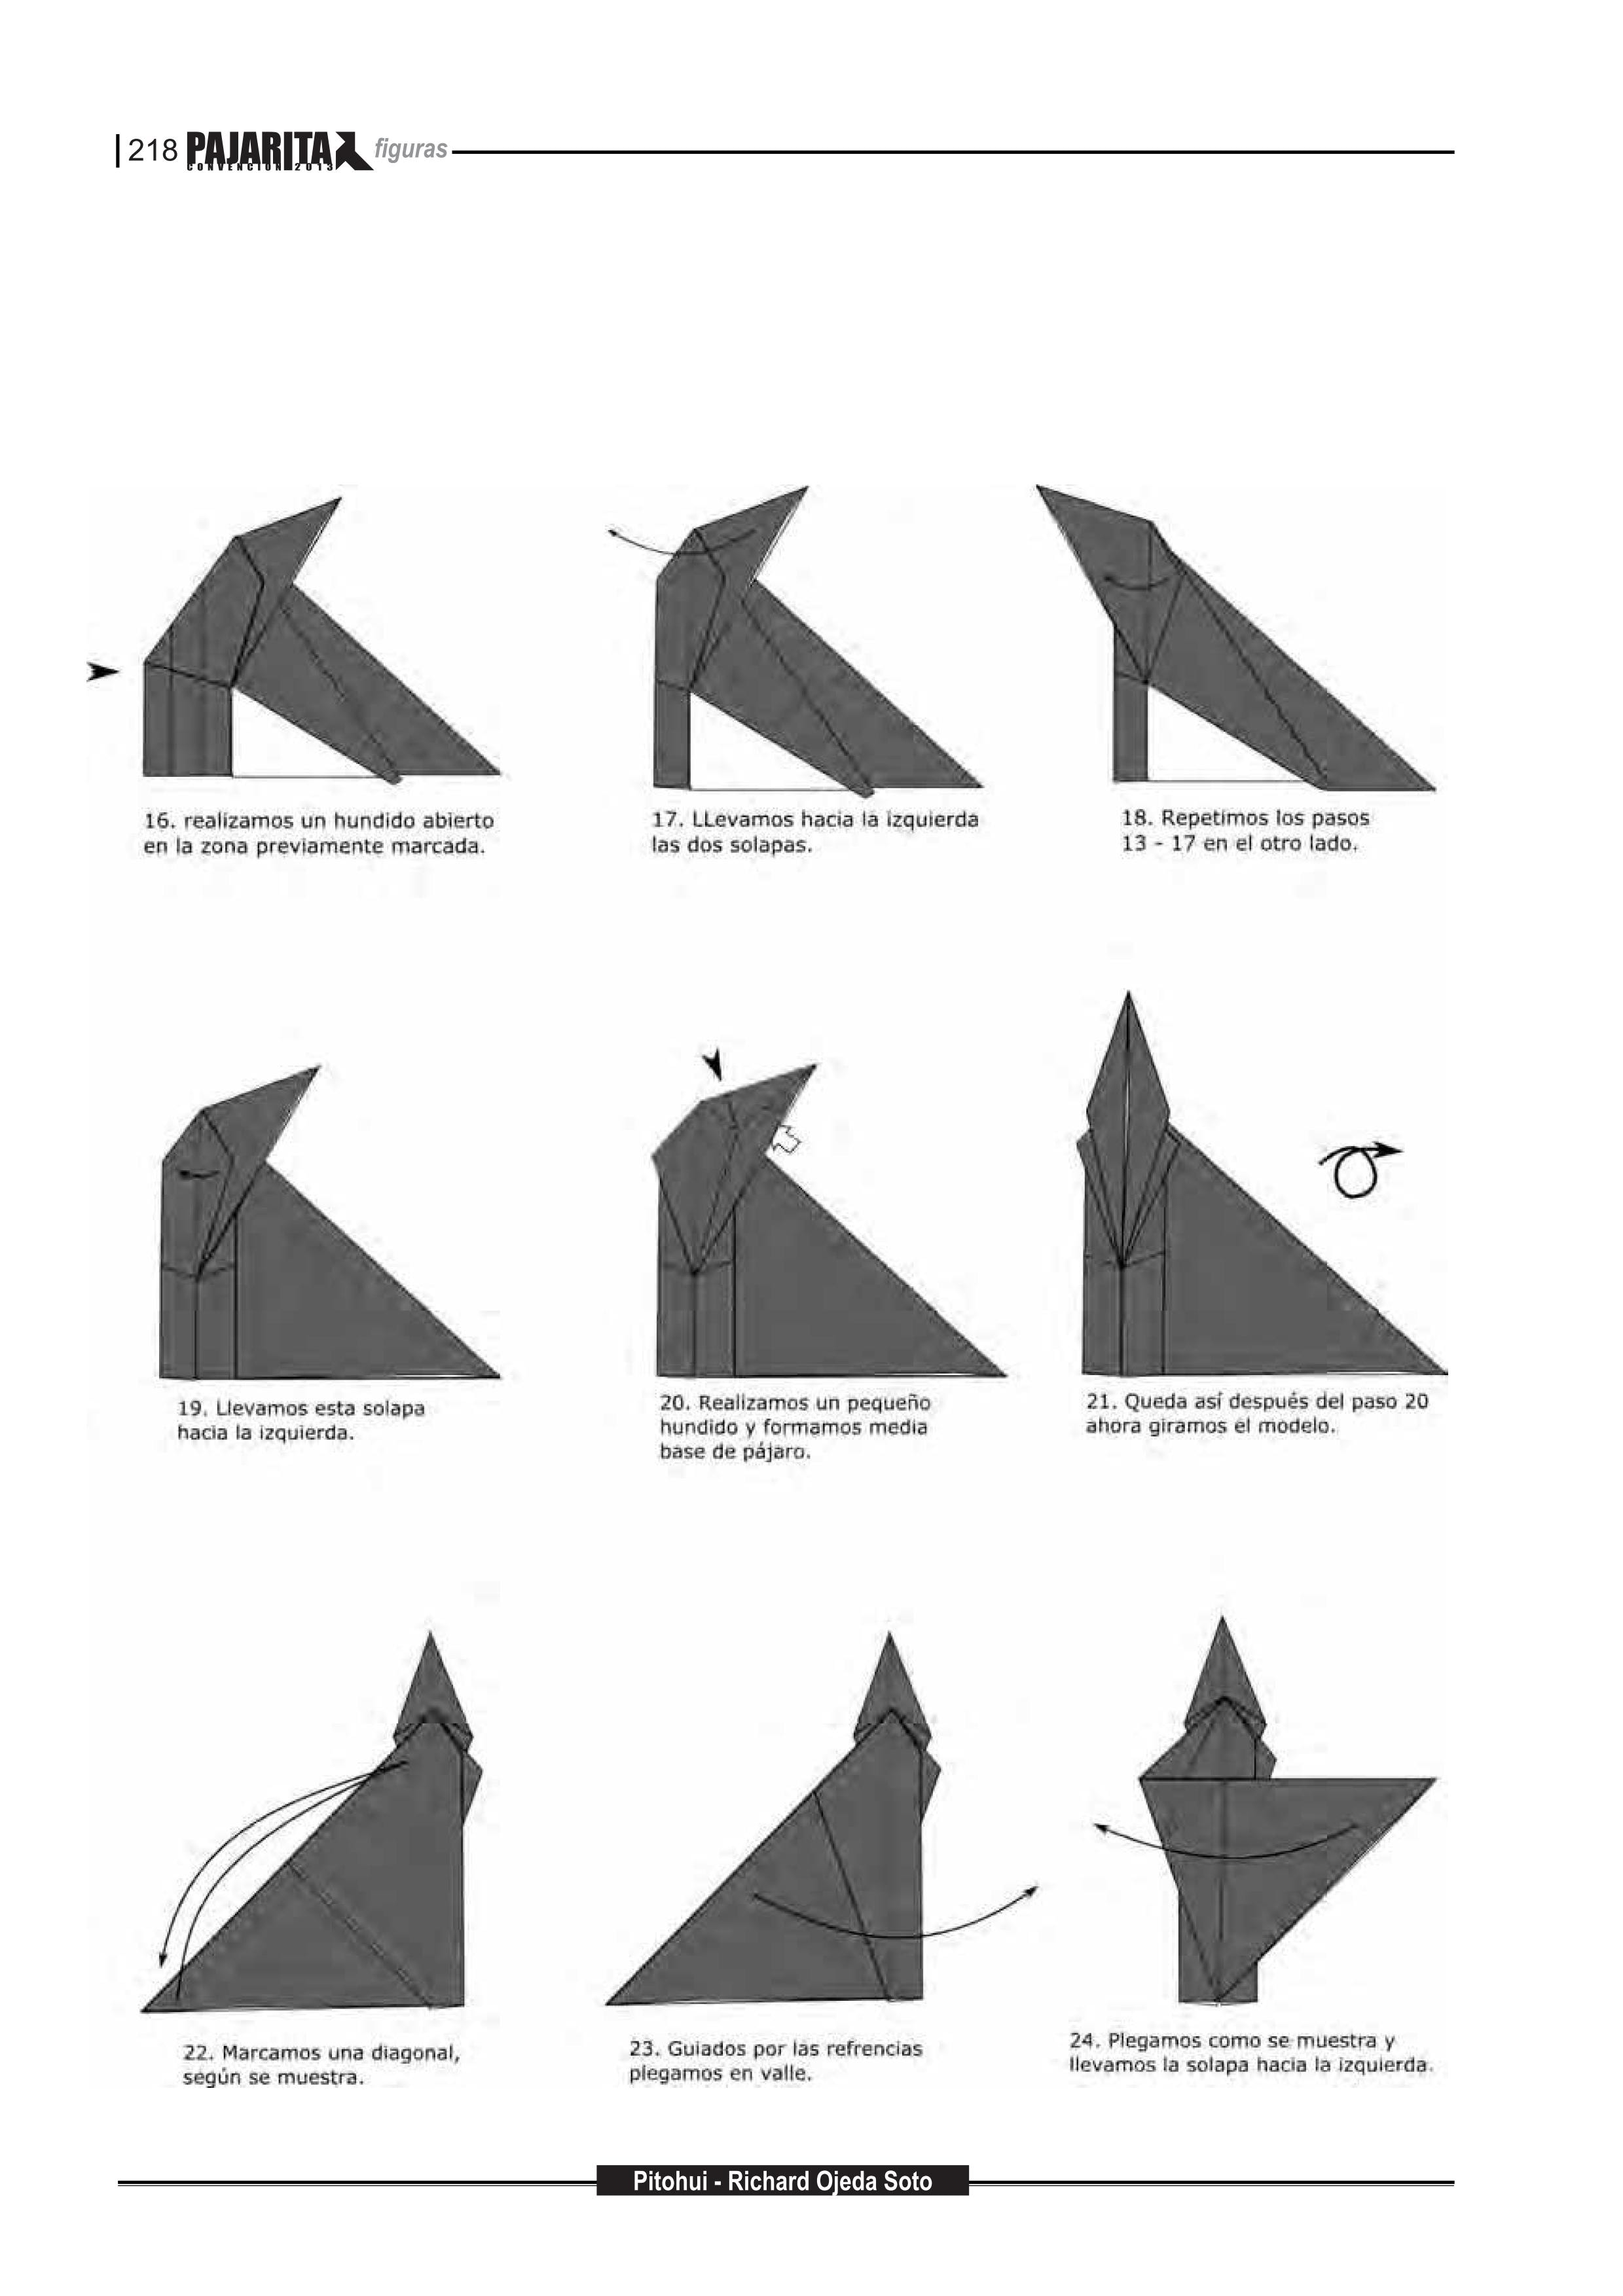 218 PAJARITA figuras
CONVENCIÓN 2013
16. realizamos un hundido abierto
en la zona previamente marcada.
17. LLevamos hacia la izquierda
las dos solapas.
18. Repetimos los pasos
13 - 17 en el otro lado.
19. Llevamos esta solapa
hacia la izquierda.
20. Realizamos un pequeño
hundido y formamos media
base de pájaro.
21. Queda así después del paso 20
ahora giramos el modelo.
22. Marcamos una diagonal,
según se muestra.
23. Guiados por las refrencias
plegamos en valle.
24. Plegamos como se muestra y
llevamos la solapa hacia la izquierda.
Pitohui - Richard Ojeda Soto